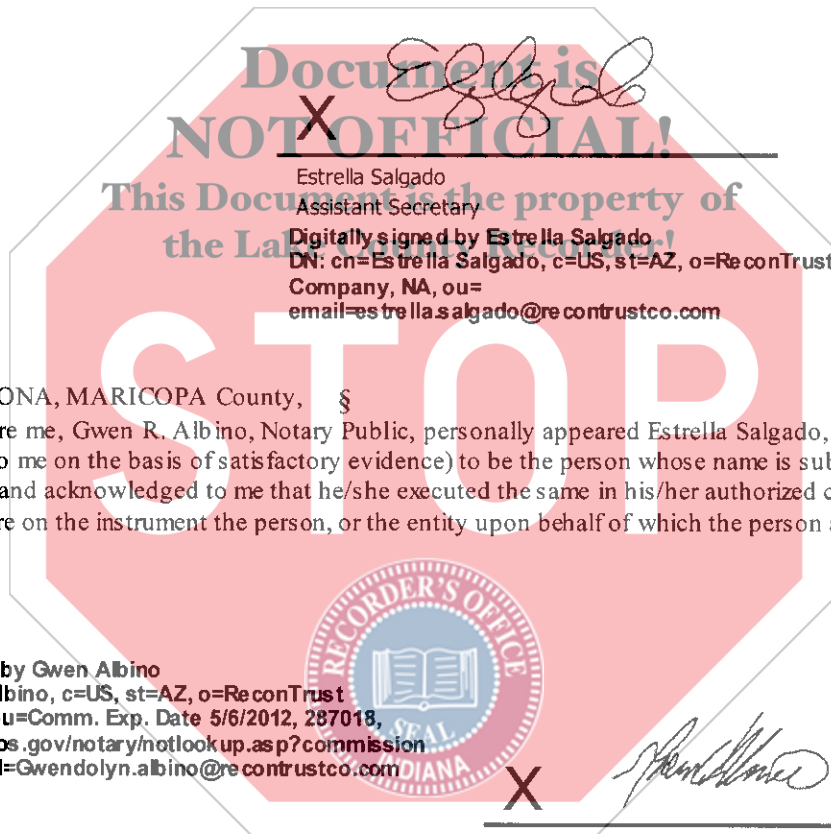 Document is
NOT OFFICIAL!
This Document is the property of
the Lake County Recorder!
STOP
X
Estrella Salgado
Assistant Secretary
Digitally signed by Estrella Salgado
DN: cn=Estrella Salgado, c=US, st=AZ, o=ReconTrust
Company, NA, ou=
email=estrella.salgado@recontrustco.com
ONA, MARICOPA County, §
re me, Gwen R. Albino, Notary Public, personally appeared Estrella Salgado,
o me on the basis of satisfactory evidence) to be the person whose name is sub
and acknowledged to me that he/she executed the same in his/her authorized c
re on the instrument the person, or the entity upon behalf of which the person a
by Gwen Albino
lbino, c=US, st=AZ, o=ReconTrust
u=Comm. Exp. Date 5/6/2012, 287018,
os.gov/notary/notlookup.asp?commission
l=Gwendolyn.albino@recontrustco.com
RECORDER'S OFFICE
SEAL
INDIANA
X